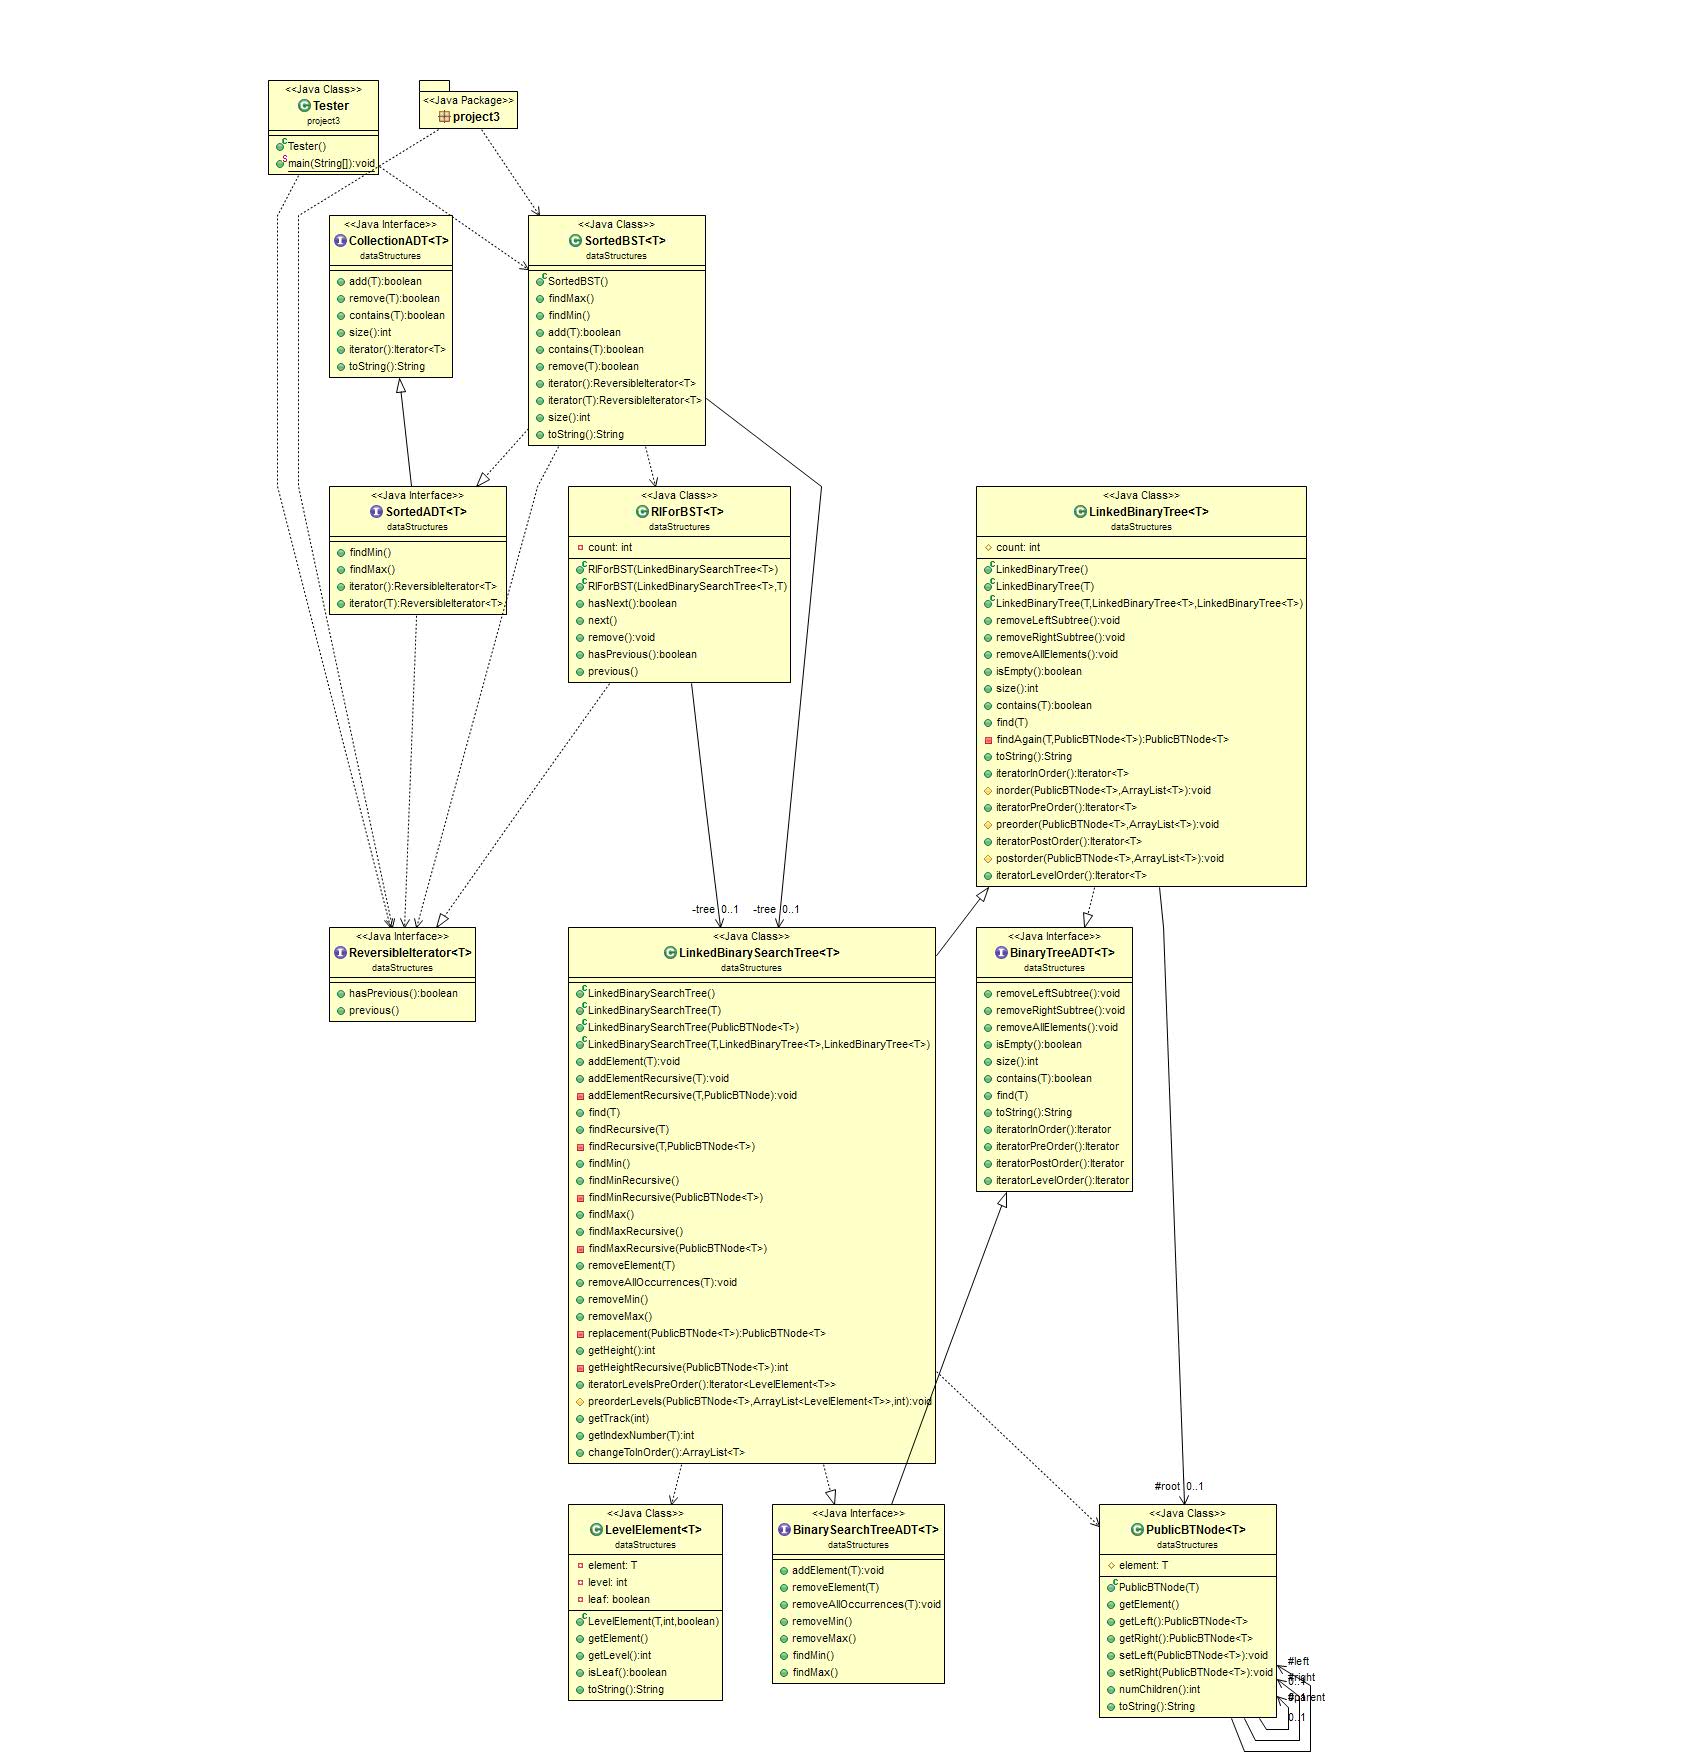 <<Java Class>>
Tester
project3
Tester()
main(String[]):void
<<Java Package>>
project3
<<Java Interface>>
CollectionADT<T>
dataStructures
add(T):boolean
remove(T):boolean
contains(T):boolean
size():int
iterator():Iterator<T>
toString():String
<<Java Class>>
SortedBST<T>
dataStructures
SortedBST()
findMax()
findMin()
add(T):boolean
contains(T):boolean
remove(T):boolean
iterator():ReversibleIterator<T>
iterator(T):ReversibleIterator<T>
size():int
toString():String
<<Java Interface>>
SortedADT<T>
dataStructures
findMin()
findMax()
iterator():ReversibleIterator<T>
iterator(T):ReversibleIterator<T>
<<Java Class>>
RIForBST<T>
dataStructures
count: int
RIForBST(LinkedBinarySearchTree<T>)
RIForBST(LinkedBinarySearchTree<T>,T)
hasNext():boolean
next()
remove():void
hasPrevious():boolean
previous()
<<Java Class>>
LinkedBinaryTree<T>
dataStructures
count: int
LinkedBinaryTree()
LinkedBinaryTree(T)
LinkedBinaryTree(T,LinkedBinaryTree<T>,LinkedBinaryTree<T>)
removeLeftSubtree():void
removeRightSubtree():void
removeAllElements():void
isEmpty():boolean
size():int
contains(T):boolean
find(T)
findAgain(T,PublicBTNode<T>):PublicBTNode<T>
toString():String
iteratorInOrder():Iterator<T>
inorder(PublicBTNode<T>,ArrayList<T>):void
iteratorPreOrder():Iterator<T>
preorder(PublicBTNode<T>,ArrayList<T>):void
iteratorPostOrder():Iterator<T>
postorder(PublicBTNode<T>,ArrayList<T>):void
iteratorLevelOrder():Iterator<T>
-tree 0..1
-tree 0..1
<<Java Interface>>
ReversibleIterator<T>
dataStructures
hasPrevious():boolean
previous()
<<Java Class>>
LinkedBinarySearchTree<T>
dataStructures
LinkedBinarySearchTree()
LinkedBinarySearchTree(T)
LinkedBinarySearchTree(PublicBTNode<T>)
LinkedBinarySearchTree(T,LinkedBinaryTree<T>,LinkedBinaryTree<T>)
addElement(T):void
addElementRecursive(T):void
addElementRecursive(T,PublicBTNode):void
find(T)
findRecursive(T)
findRecursive(T,PublicBTNode<T>)
findMin()
findMinRecursive()
findMinRecursive(PublicBTNode<T>)
findMax()
findMaxRecursive()
findMaxRecursive(PublicBTNode<T>)
removeElement(T)
removeAllOccurrences(T):void
removeMin()
removeMax()
replacement(PublicBTNode<T>):PublicBTNode<T>
getHeight():int
getHeightRecursive(PublicBTNode<T>):int
iteratorLevelsPreOrder():Iterator<LevelElement<T>>
preorderLevels(PublicBTNode<T>,ArrayList<LevelElement<T>>,int):void
getTrack(int)
getIndexNumber(T):int
changeToInOrder():ArrayList<T>
<<Java Interface>>
BinaryTreeADT<T>
dataStructures
removeLeftSubtree():void
removeRightSubtree():void
removeAllElements():void
isEmpty():boolean
size():int
contains(T):boolean
find(T)
toString():String
iteratorInOrder():Iterator
iteratorPreOrder():Iterator
iteratorPostOrder():Iterator
iteratorLevelOrder():Iterator
#root 0..1
<<Java Class>>
LevelElement<T>
dataStructures
element: T
level: int
leaf: boolean
LevelElement(T,int,boolean)
getElement()
getLevel():int
isLeaf():boolean
toString():String
<<Java Interface>>
BinarySearchTreeADT<T>
dataStructures
addElement(T):void
removeElement(T)
removeAllOccurrences(T):void
removeMin()
removeMax()
findMin()
findMax()
<<Java Class>>
PublicBTNode<T>
dataStructures
element: T
PublicBTNode(T)
getElement()
getLeft():PublicBTNode<T>
getRight():PublicBTNode<T>
setLeft(PublicBTNode<T>):void
setRight(PublicBTNode<T>):void
numChildren():int
toString():String
#left
#right
#parent
0..1